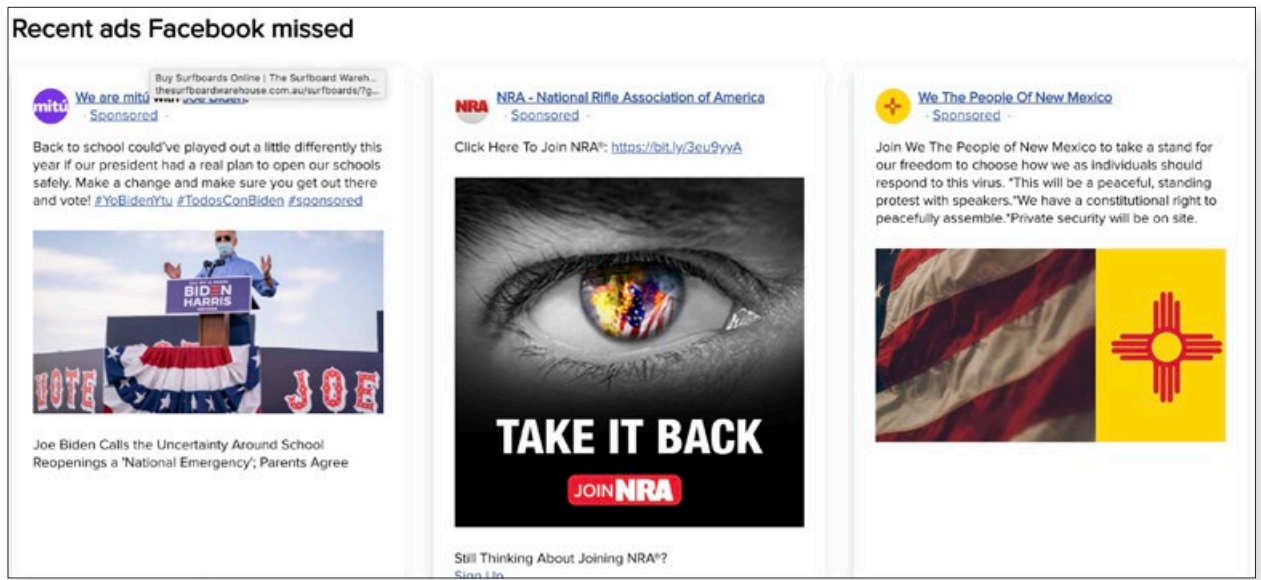 Recent ads Facebook missed
Buy Surfboards Online | The Surfboard Wareh...
thesurfboardwarehouse.com.au/surfboards/?g...
mitú
We are mitú with Joe Biden.
· Sponsored ·
Back to school could've played out a little differently this
year if our president had a real plan to open our schools
safely. Make a change and make sure you get out there
and vote! #YoBidenYtu #TodosConBiden #sponsored
BIDEN
HARRIS
VOTE
JOE
Joe Biden Calls the Uncertainty Around School
Reopenings a 'National Emergency'; Parents Agree
NRA
NRA - National Rifle Association of America
· Sponsored ·
Click Here To Join NRA®: https://bit.ly/3eu9yyA
TAKE IT BACK
JOIN NRA
Still Thinking About Joining NRA®?
Sign Up
We The People Of New Mexico
· Sponsored ·
Join We The People of New Mexico to take a stand for
our freedom to choose how we as individuals should
respond to this virus. "This will be a peaceful, standing
protest with speakers."We have a constitutional right to
peacefully assemble."Private security will be on site.